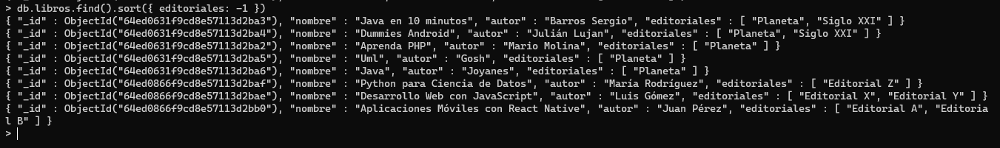 > db.libros.find().sort({ editoriales: -1 })
{ "_id" : ObjectId("64ed0631f9cd8e57113d2ba3"), "nombre" : "Java en 10 minutos", "autor" : "Barros Sergio", "editoriales" : [ "Planeta", "Siglo XXI" ] }
{ "_id" : ObjectId("64ed0631f9cd8e57113d2ba4"), "nombre" : "Dummies Android", "autor" : "Julián Lujan", "editoriales" : [ "Planeta", "Siglo XXI" ] }
{ "_id" : ObjectId("64ed0631f9cd8e57113d2ba2"), "nombre" : "Aprenda PHP", "autor" : "Mario Molina", "editoriales" : [ "Planeta" ] }
{ "_id" : ObjectId("64ed0631f9cd8e57113d2ba5"), "nombre" : "Uml", "autor" : "Gosh", "editoriales" : [ "Planeta" ] }
{ "_id" : ObjectId("64ed0631f9cd8e57113d2ba6"), "nombre" : "Java", "autor" : "Joyanes", "editoriales" : [ "Planeta" ] }
{ "_id" : ObjectId("64ed0866f9cd8e57113d2baf"), "nombre" : "Python para Ciencia de Datos", "autor" : "María Rodríguez", "editoriales" : [ "Editorial Z" ] }
{ "_id" : ObjectId("64ed0866f9cd8e57113d2bae"), "nombre" : "Desarrollo Web con JavaScript", "autor" : "Luis Gómez", "editoriales" : [ "Editorial X", "Editorial Y" ] }
{ "_id" : ObjectId("64ed0866f9cd8e57113d2bb0"), "nombre" : "Aplicaciones Móviles con React Native", "autor" : "Juan Pérez", "editoriales" : [ "Editorial A", "Editoria
l B" ] }
>